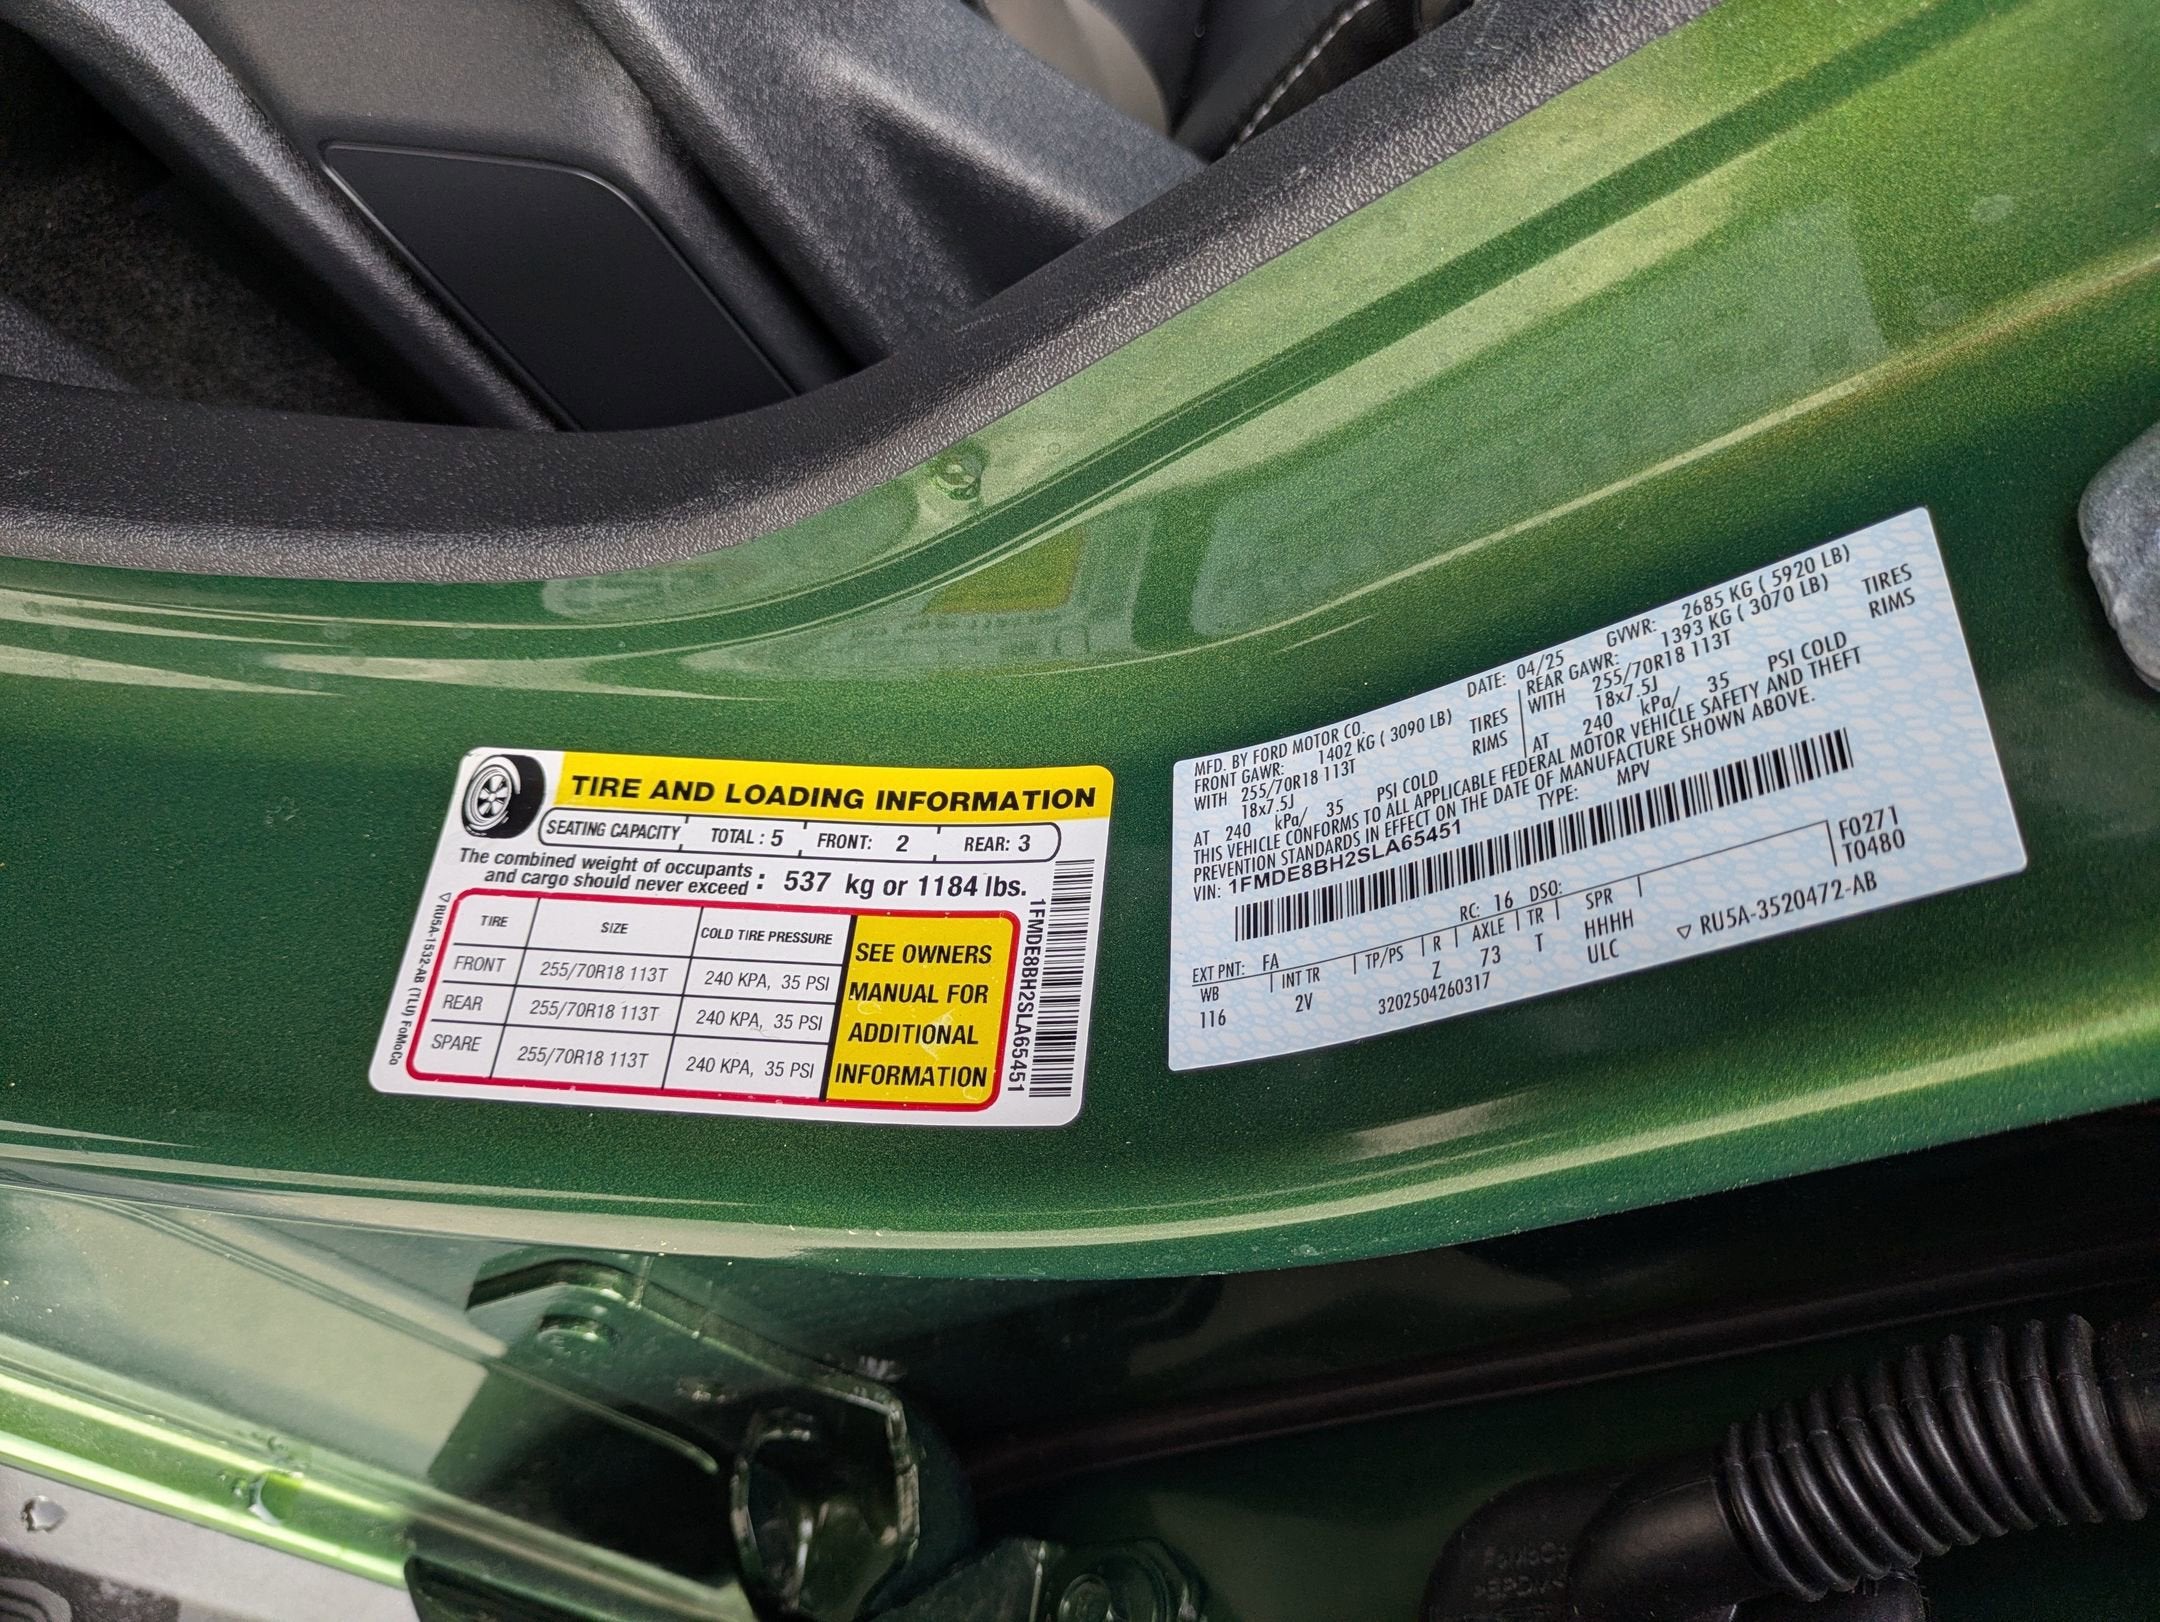 TIRE AND LOADING INFORMATION
SEATING CAPACITY TOTAL : 5 FRONT: 2 REAR: 3
The combined weight of occupants
and cargo should never exceed : 537 kg or 1184 lbs.
TIRE SIZE COLD TIRE PRESSURE
FRONT 255/70R18 113T 240 KPA, 35 PSI
REAR 255/70R18 113T 240 KPA, 35 PSI
SPARE 255/70R18 113T 240 KPA, 35 PSI
SEE OWNERS
MANUAL FOR
ADDITIONAL
INFORMATION
RU5A-1532-AB (TLU) FoMoCo
1FMDE8BH2SLA65451
MFD. BY FORD MOTOR CO. DATE: 04/25 GVWR: 2685 KG ( 5920 LB)
FRONT GAWR: 1402 KG ( 3090 LB) REAR GAWR: 1393 KG ( 3070 LB)
WITH 255/70R18 113T TIRES WITH 255/70R18 113T TIRES
18x7.5J RIMS 18x7.5J RIMS
AT 240 kPa/ 35 PSI COLD AT 240 kPa/ 35 PSI COLD
THIS VEHICLE CONFORMS TO ALL APPLICABLE FEDERAL MOTOR VEHICLE SAFETY AND THEFT
PREVENTION STANDARDS IN EFFECT ON THE DATE OF MANUFACTURE SHOWN ABOVE.
VIN: 1FMDE8BH2SLA65451 TYPE: MPV
F0271
T0480
EXT PNT: FA RC: 16 DSO:
WB INT TR TP/PS R AXLE TR SPR
116 2V Z 73 T HHHH
3202504260317 ULC
RU5A-3520472-AB